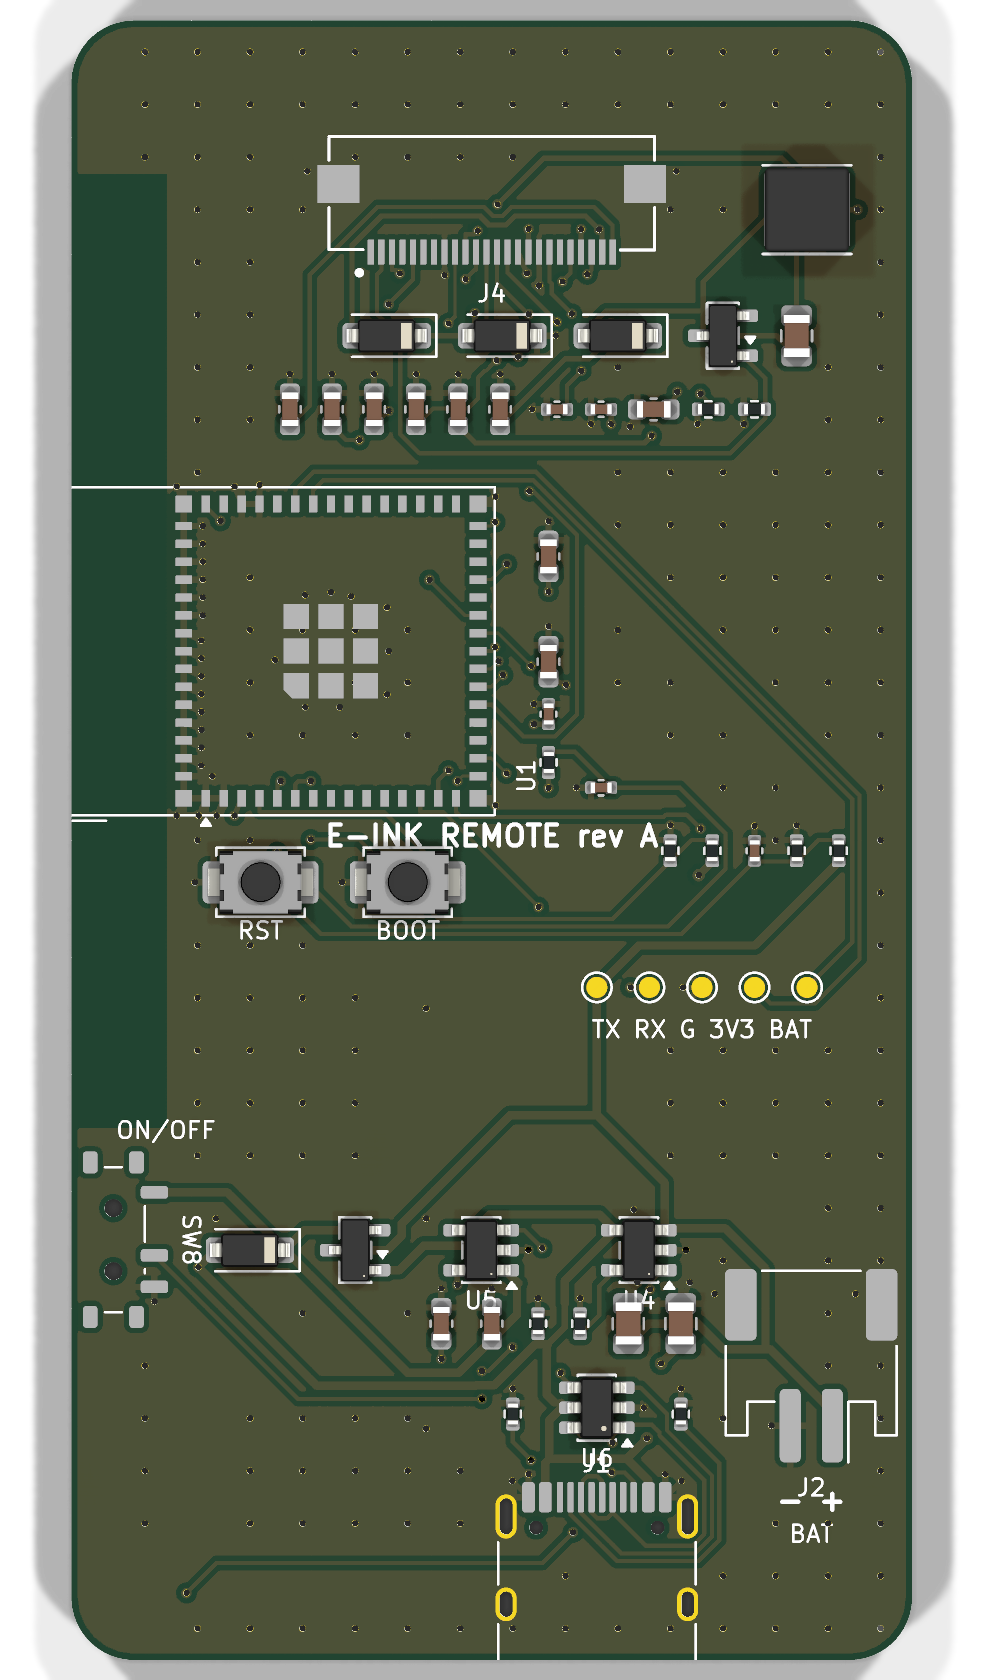 J4
U1
E-INK REMOTE rev A
RST BOOT
TX RX G 3V3 BAT
ON/OFF
SW8
U5 U4
U6
J2
- +
BAT